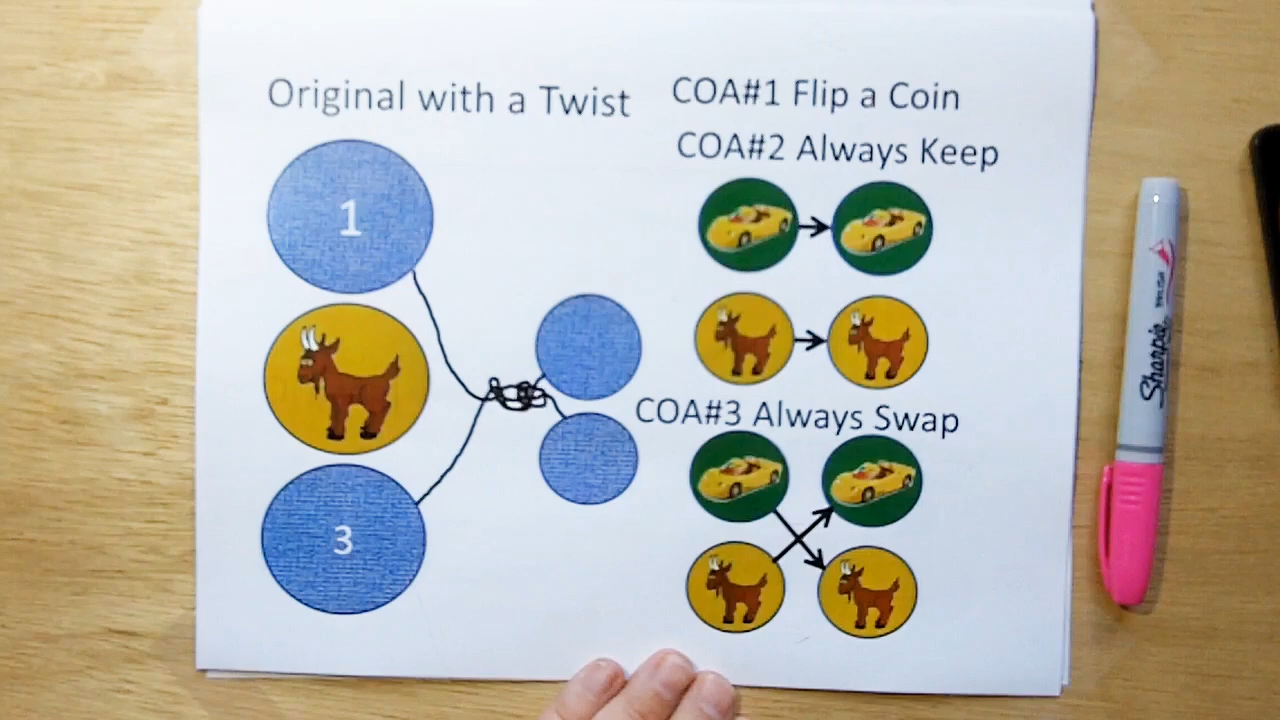 Original with a Twist
1
3
COA#1 Flip a Coin
COA#2 Always Keep
COA#3 Always Swap
Sharpie